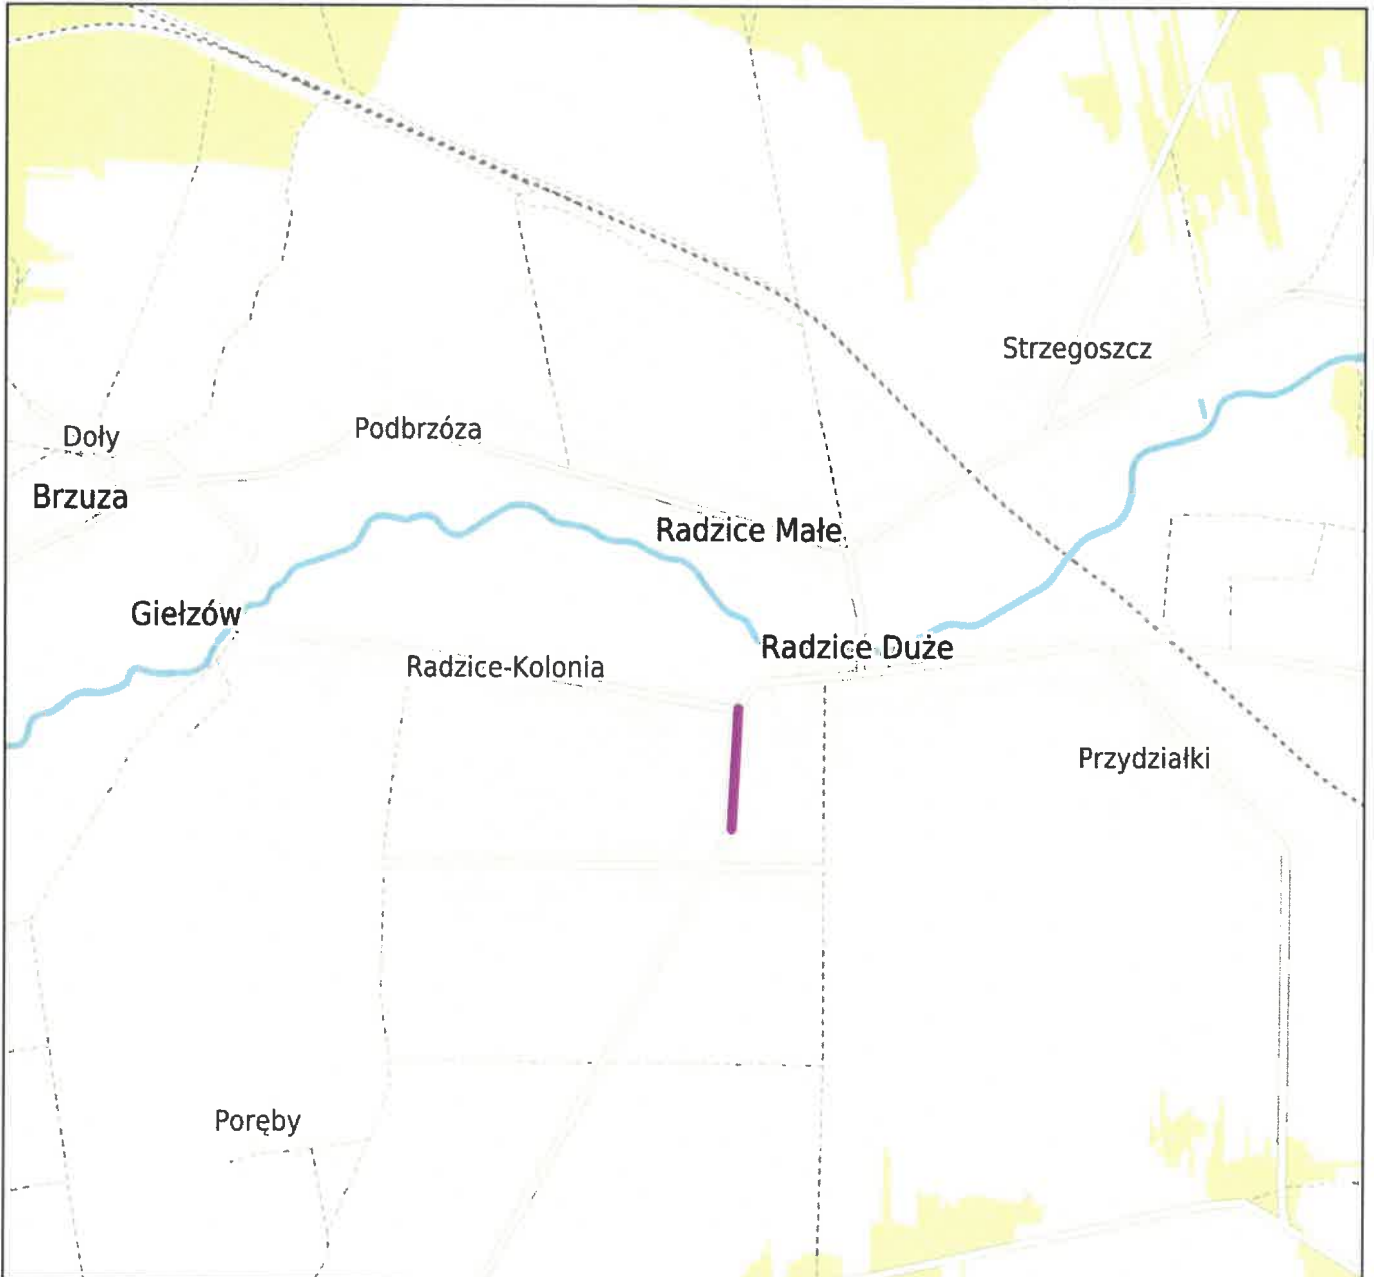 Strzegoszcz
Podbrzóza
Doły
Brzuza
Radzice Małe
Giełzów
Radzice Duże
Radzice-Kolonia
Przydziałki
Poręby